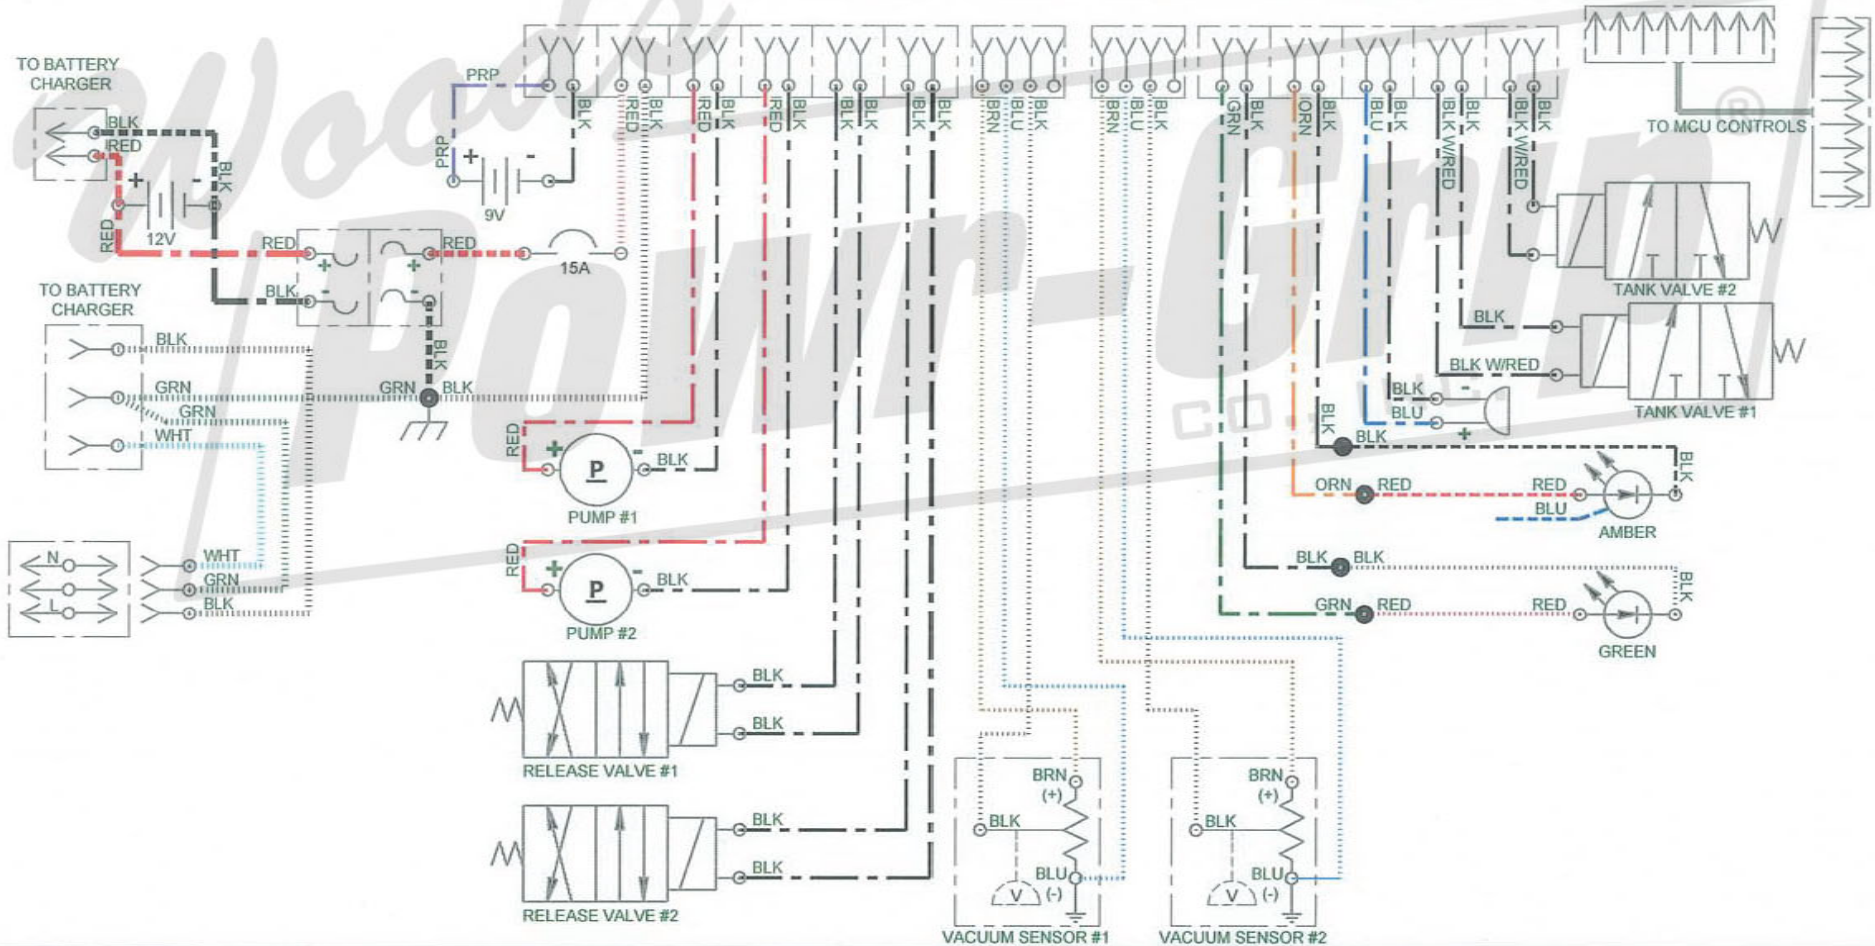 Woods
Powr-Grip ®
CO., INC.
TO BATTERY
CHARGER
BLK
RED
BLK
+ -
12V
RED
RED
BLK
+ +
- -
RED
15A
BLK
PRP
PRP
+ -
9V
BLK
RED
BLK
RED
BLK
RED
BLK
BLK
BLK
BLK
BLK
BRN
BLU
BLK
BRN
BLU
BLK
GRN
BLK
ORN
BLK
BLU
BLK
BLK W/RED
BLK
BLK W/RED
BLK
TO MCU CONTROLS
TANK VALVE #2
BLK
BLK W/RED
TANK VALVE #1
BLK -
BLU
+
TO BATTERY
CHARGER
BLK
GRN
GRN
WHT
GRN BLK
N
L
WHT
GRN
BLK
RED
+ -
P
BLK
PUMP #1
RED
+ -
P
BLK
PUMP #2
BLK
BLK
RELEASE VALVE #1
BLK
BLK
RELEASE VALVE #2
BLK
BLK
BLK
ORN RED RED
BLU
AMBER
BLK BLK
BLK
GRN RED RED
GREEN
BRN
(+)
BLK
BLU
V (-)
VACUUM SENSOR #1
BRN
(+)
BLK
BLU
V (-)
VACUUM SENSOR #2